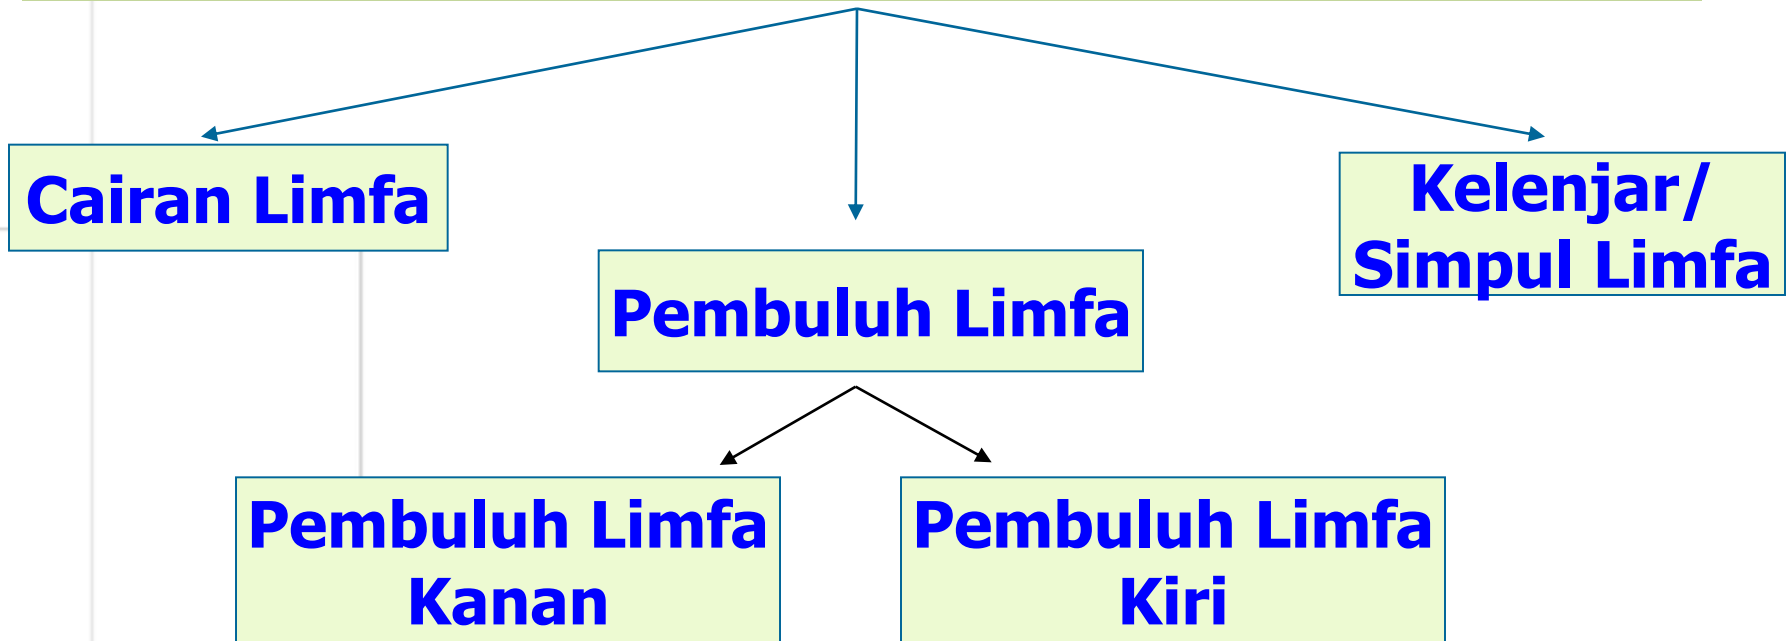 Cairan Limfa
Kelenjar/
Simpul Limfa
Pembuluh Limfa
Pembuluh Limfa
Kanan
Pembuluh Limfa
Kiri